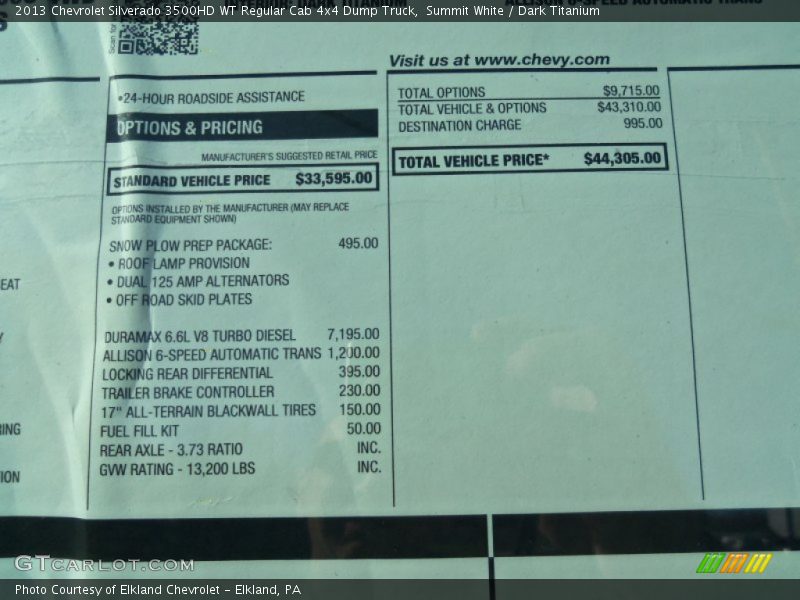 2013 Chevrolet Silverado 3500HD WT Regular Cab 4x4 Dump Truck, Summit White / Dark Titanium
Visit us at www.chevy.com
•24-HOUR ROADSIDE ASSISTANCE
OPTIONS & PRICING
MANUFACTURER'S SUGGESTED RETAIL PRICE
STANDARD VEHICLE PRICE $33,595.00
OPTIONS INSTALLED BY THE MANUFACTURER (MAY REPLACE
STANDARD EQUIPMENT SHOWN)
SNOW PLOW PREP PACKAGE: 495.00
• ROOF LAMP PROVISION
• DUAL 125 AMP ALTERNATORS
• OFF ROAD SKID PLATES
DURAMAX 6.6L V8 TURBO DIESEL 7,195.00
ALLISON 6-SPEED AUTOMATIC TRANS 1,200.00
LOCKING REAR DIFFERENTIAL 395.00
TRAILER BRAKE CONTROLLER 230.00
17" ALL-TERRAIN BLACKWALL TIRES 150.00
FUEL FILL KIT 50.00
REAR AXLE - 3.73 RATIO INC.
GVW RATING - 13,200 LBS INC.
TOTAL OPTIONS $9,715.00
TOTAL VEHICLE & OPTIONS $43,310.00
DESTINATION CHARGE 995.00
TOTAL VEHICLE PRICE* $44,305.00
EAT
RING
ION
GTCARLOT.COM
Photo Courtesy of Elkland Chevrolet – Elkland, PA